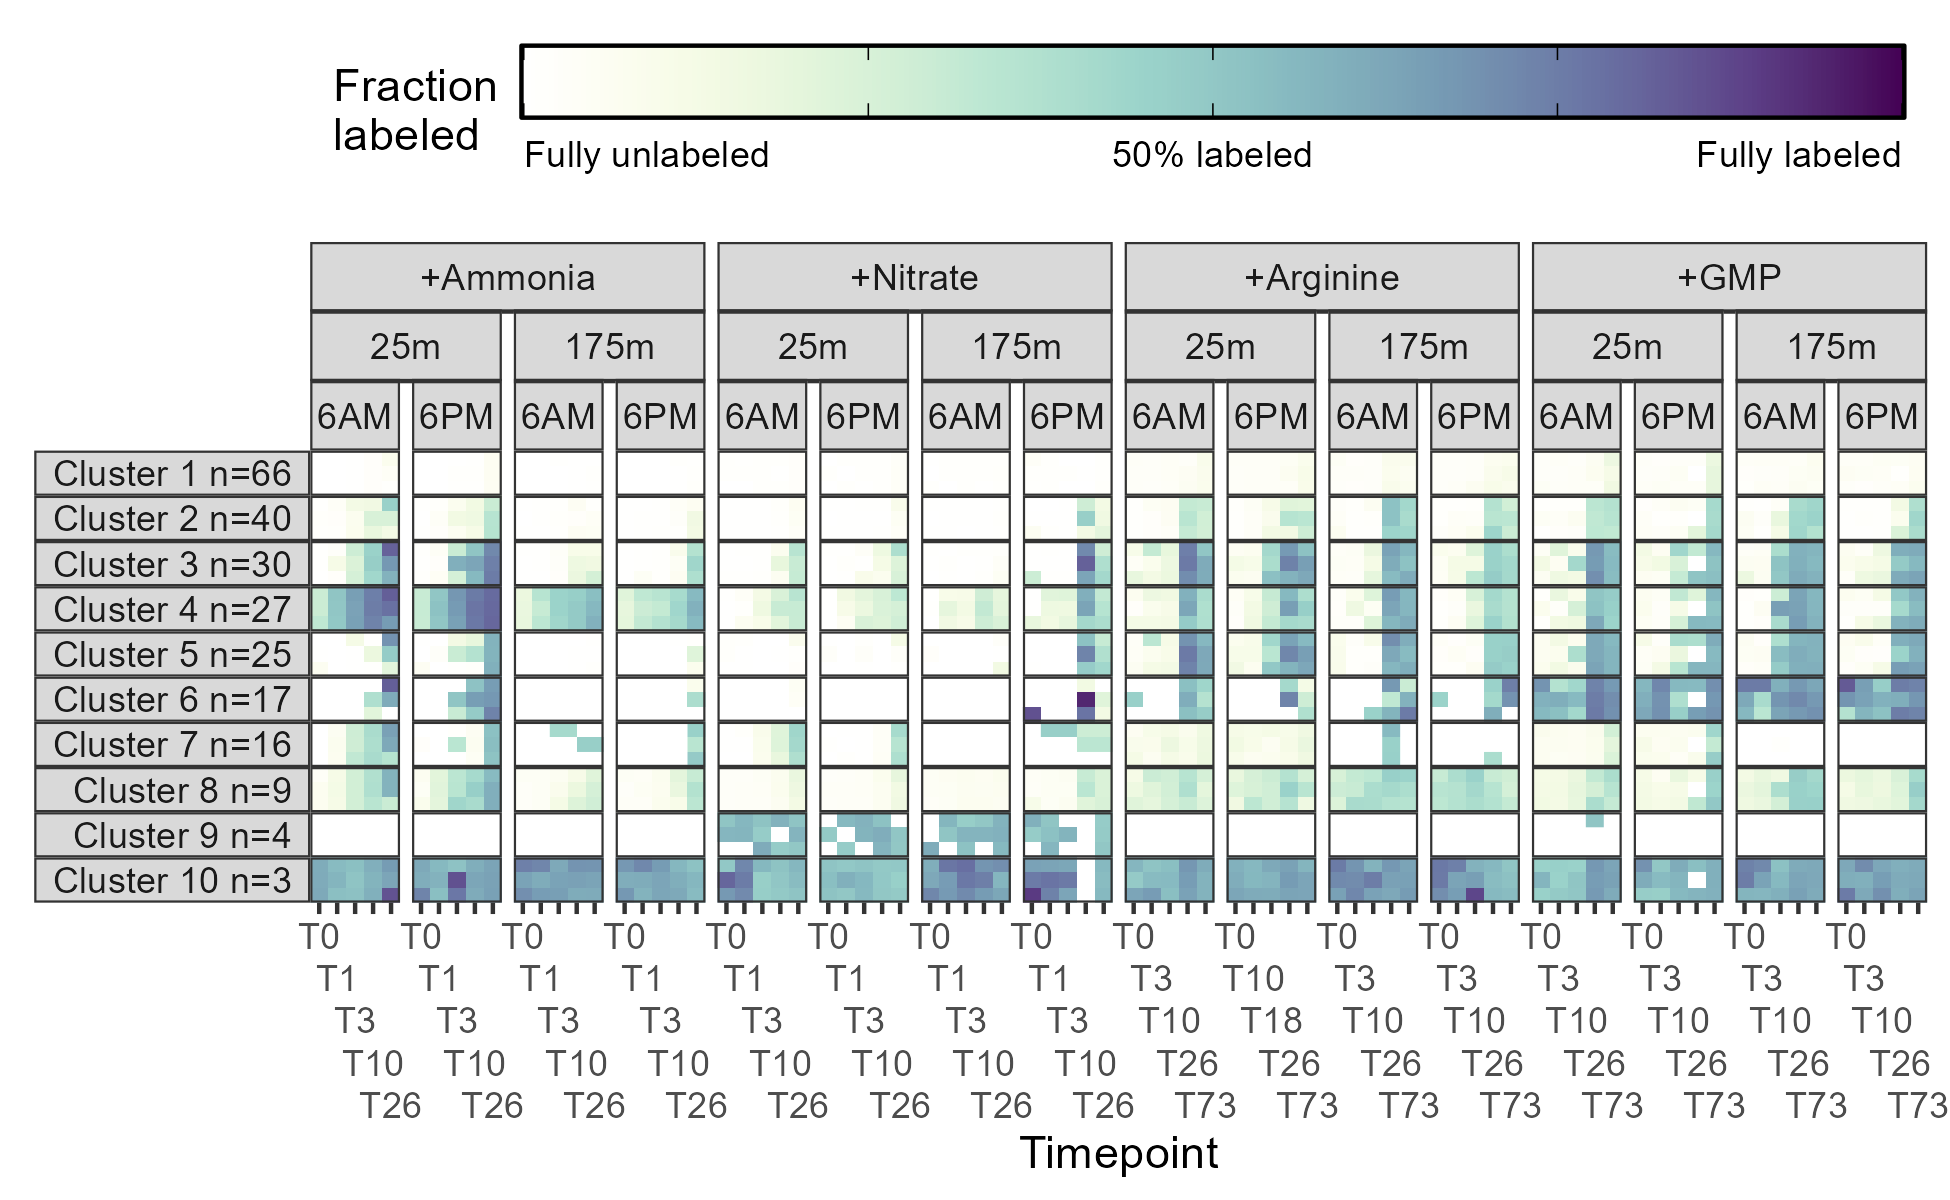 Fraction
labeled
Fully unlabeled 50% labeled Fully labeled
+Ammonia +Nitrate +Arginine +GMP
25m 175m 25m 175m 25m 175m 25m 175m
6AM 6PM 6AM 6PM 6AM 6PM 6AM 6PM 6AM 6PM 6AM 6PM 6AM 6PM 6AM 6PM
Cluster 1 n=66
Cluster 2 n=40
Cluster 3 n=30
Cluster 4 n=27
Cluster 5 n=25
Cluster 6 n=17
Cluster 7 n=16
Cluster 8 n=9
Cluster 9 n=4
Cluster 10 n=3
T0 T0 T0 T0 T0 T0 T0 T0 T0 T0 T0 T0 T0 T0 T0 T0
T1 T1 T1 T1 T1 T1 T1 T1 T3 T10 T3 T3 T3 T3 T3 T3
T3 T3 T3 T3 T3 T3 T3 T3 T10 T18 T10 T10 T10 T10 T10 T10
T10 T10 T10 T10 T10 T10 T10 T10 T26 T26 T26 T26 T26 T26 T26 T26
T26 T26 T26 T26 T26 T26 T26 T26 T73 T73 T73 T73 T73 T73 T73 T73
Timepoint